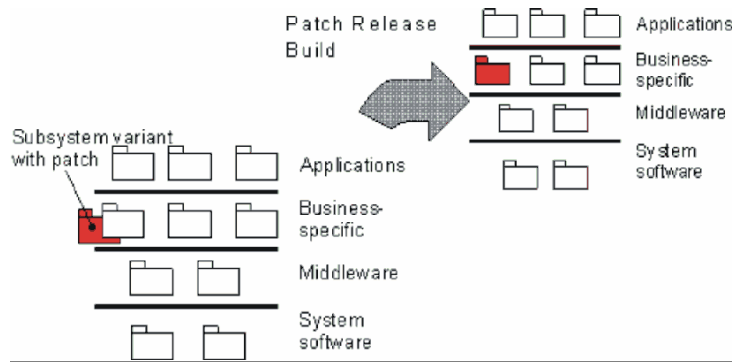 Patch Release
Build
Applications
Business-
specific
Middleware
System
software
Subsystem variant
with patch
Applications
Business-
specific
Middleware
System
software